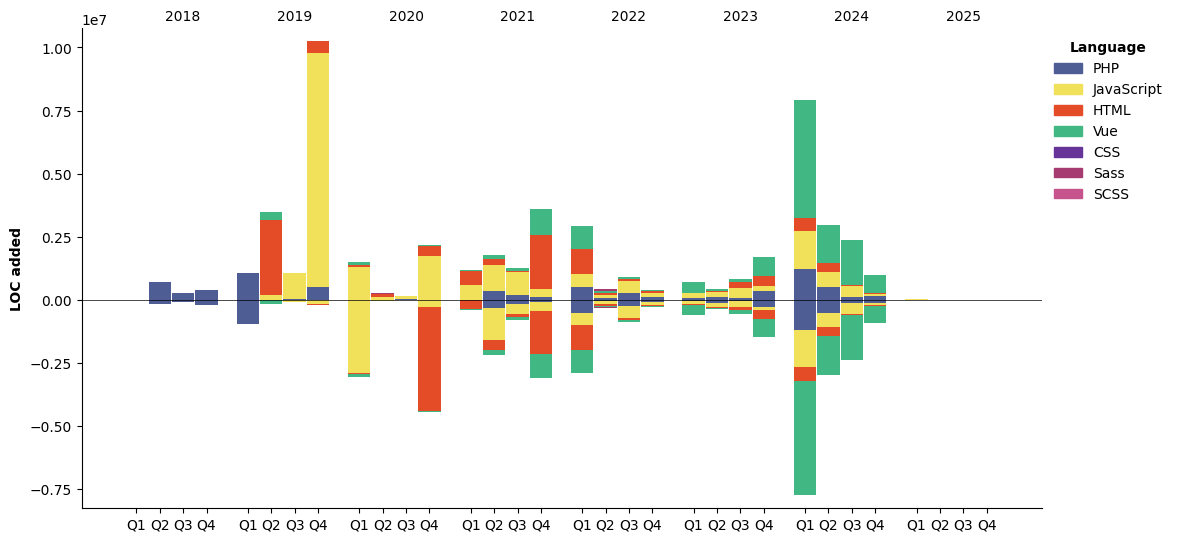 1e7
2018 2019 2020 2021 2022 2023 2024 2025
LOC added
1.00
0.75
0.50
0.25
0.00
−0.25
−0.50
−0.75
Q1 Q2 Q3 Q4 Q1 Q2 Q3 Q4 Q1 Q2 Q3 Q4 Q1 Q2 Q3 Q4 Q1 Q2 Q3 Q4 Q1 Q2 Q3 Q4 Q1 Q2 Q3 Q4 Q1 Q2 Q3 Q4
Language
PHP
JavaScript
HTML
Vue
CSS
Sass
SCSS